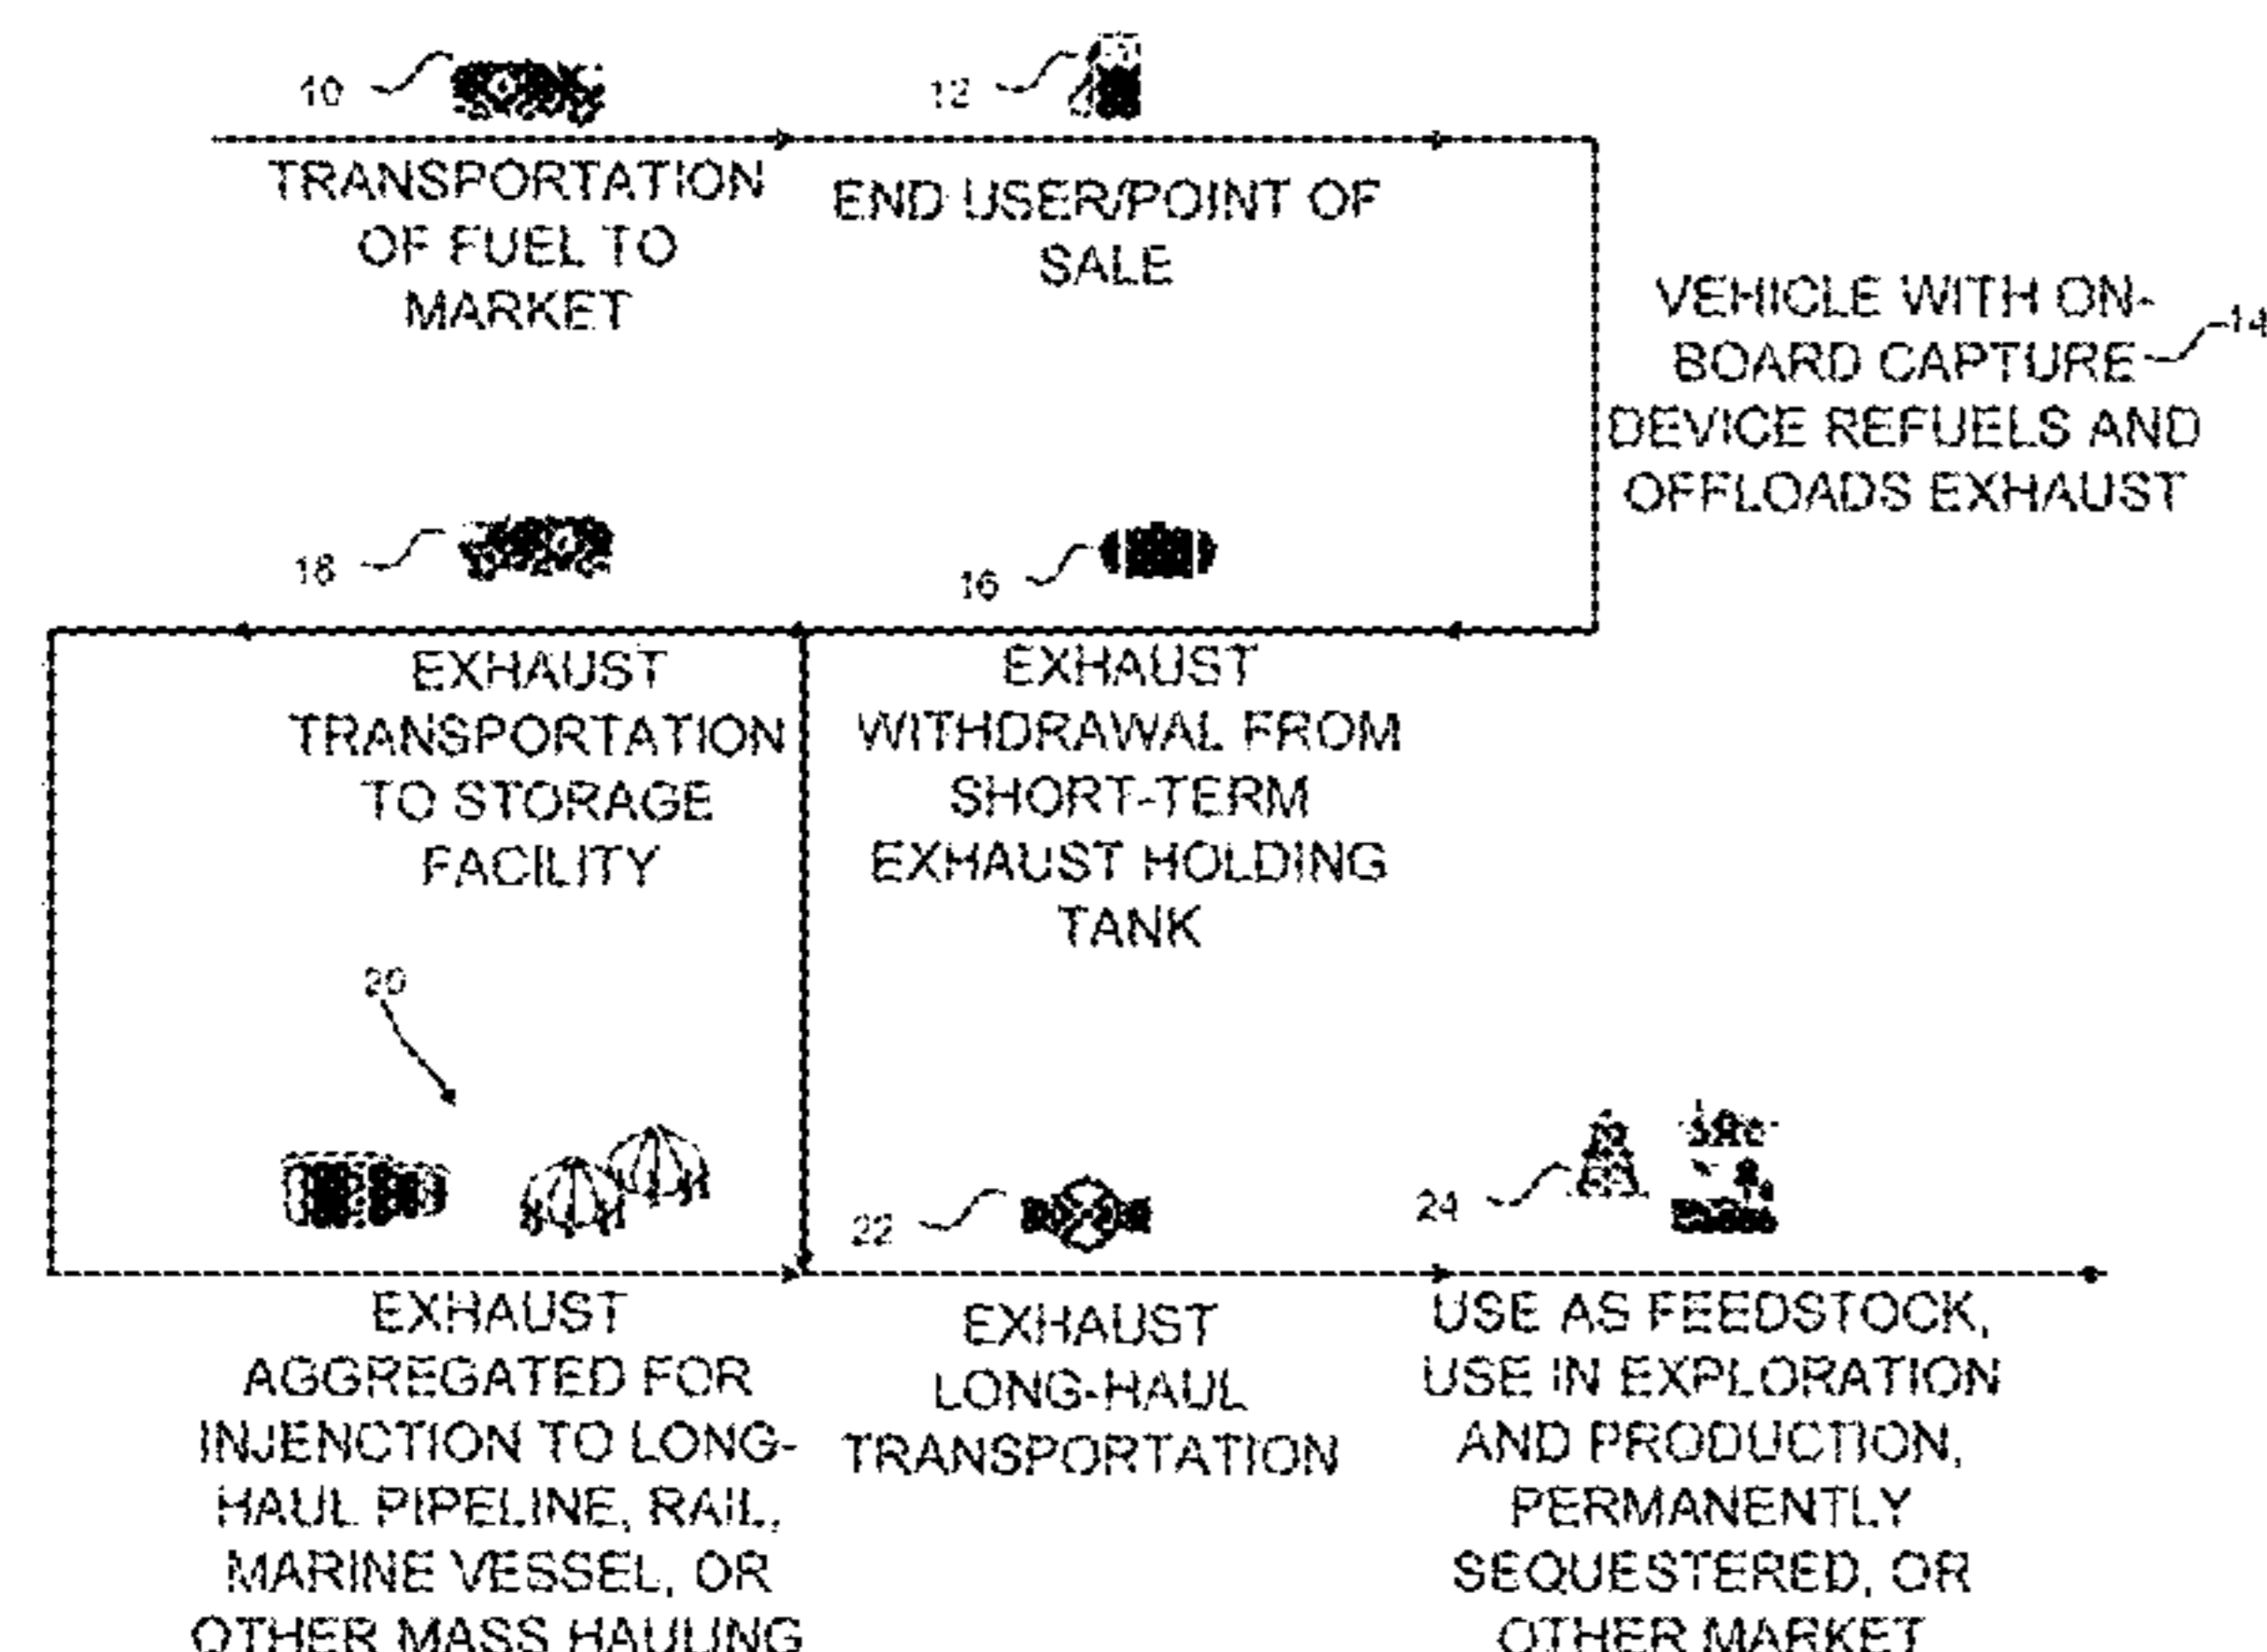 10
TRANSPORTATION
OF FUEL TO
MARKET
12
END USER/POINT OF
SALE
VEHICLE WITH ON-
BOARD CAPTURE
14
DEVICE REFUELS AND
OFFLOADS EXHAUST
18
EXHAUST
TRANSPORTATION
TO STORAGE
FACILITY
16
EXHAUST
WITHDRAWAL FROM
SHORT-TERM
EXHAUST HOLDING
TANK
20
EXHAUST
AGGREGATED FOR
INJENCTION TO LONG-
HAUL PIPELINE, RAIL,
MARINE VESSEL, OR
OTHER MASS HAULING
22
EXHAUST
LONG-HAUL
TRANSPORTATION
24
USE AS FEEDSTOCK,
USE IN EXPLORATION
AND PRODUCTION,
PERMANENTLY
SEQUESTERED, OR
OTHER MARKET